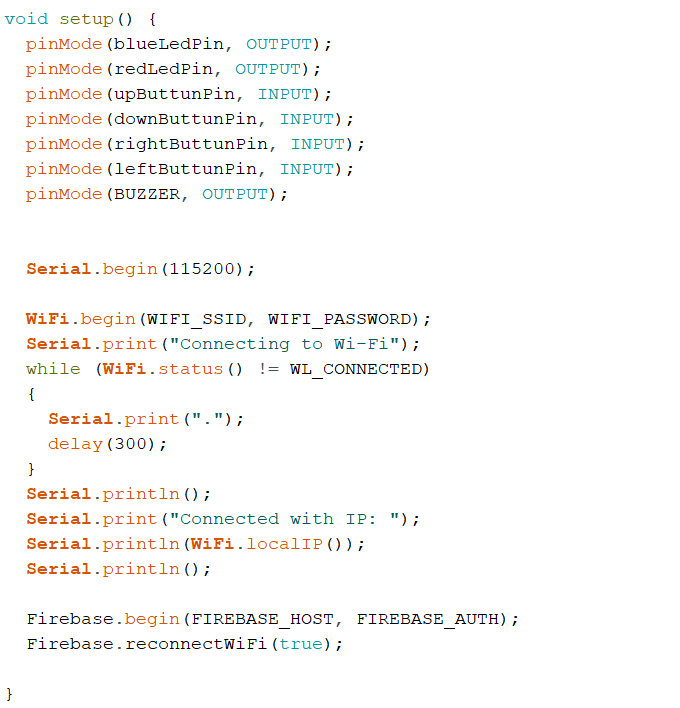 void setup() {
  pinMode(blueLedPin, OUTPUT);
  pinMode(redLedPin, OUTPUT);
  pinMode(upButtunPin, INPUT);
  pinMode(downButtunPin, INPUT);
  pinMode(rightButtunPin, INPUT);
  pinMode(leftButtunPin, INPUT);
  pinMode(BUZZER, OUTPUT);
  Serial.begin(115200);
  WiFi.begin(WIFI_SSID, WIFI_PASSWORD);
  Serial.print("Connecting to Wi-Fi");
  while (WiFi.status() != WL_CONNECTED)
  {
    Serial.print(".");
    delay(300);
  }
  Serial.println();
  Serial.print("Connected with IP: ");
  Serial.println(WiFi.localIP());
  Serial.println();
  Firebase.begin(FIREBASE_HOST, FIREBASE_AUTH);
  Firebase.reconnectWiFi(true);
}